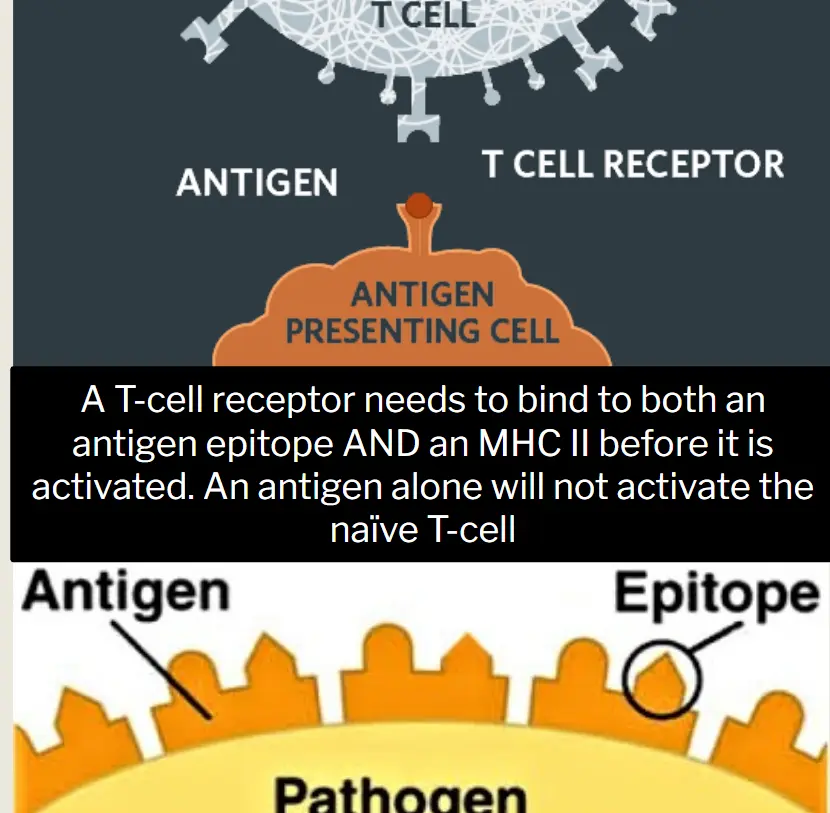 T CELL
T CELL RECEPTOR
ANTIGEN
ANTIGEN
PRESENTING CELL
A T-cell receptor needs to bind to both an
antigen epitope AND an MHC II before it is
activated. An antigen alone will not activate the
naïve T-cell
Antigen
Epitope
Pathogen